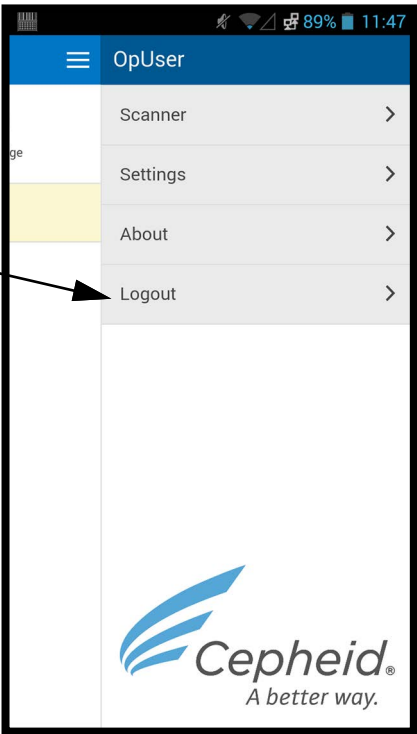 89% 11:47
OpUser
ge
Scanner
Settings
About
Logout
Cepheid®
A better way.